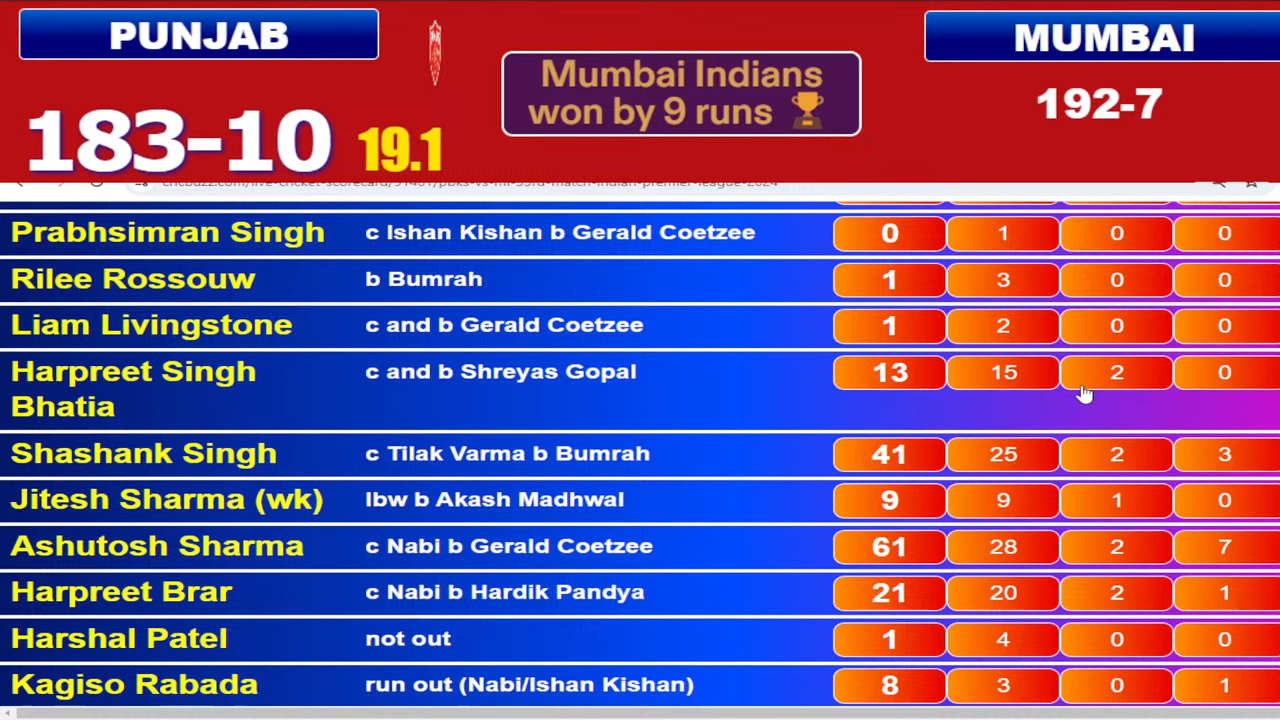 PUNJAB
MUMBAI
Mumbai Indians
won by 9 runs 🏆
192-7
183-10 19.1
Prabhsimran Singh c Ishan Kishan b Gerald Coetzee 0 1 0 0
Rilee Rossouw b Bumrah 1 3 0 0
Liam Livingstone c and b Gerald Coetzee 1 2 0 0
Harpreet Singh c and b Shreyas Gopal 13 15 2 0
Bhatia
Shashank Singh c Tilak Varma b Bumrah 41 25 2 3
Jitesh Sharma (wk) lbw b Akash Madhwal 9 9 1 0
Ashutosh Sharma c Nabi b Gerald Coetzee 61 28 2 7
Harpreet Brar c Nabi b Hardik Pandya 21 20 2 1
Harshal Patel not out 1 4 0 0
Kagiso Rabada run out (Nabi/Ishan Kishan) 8 3 0 1